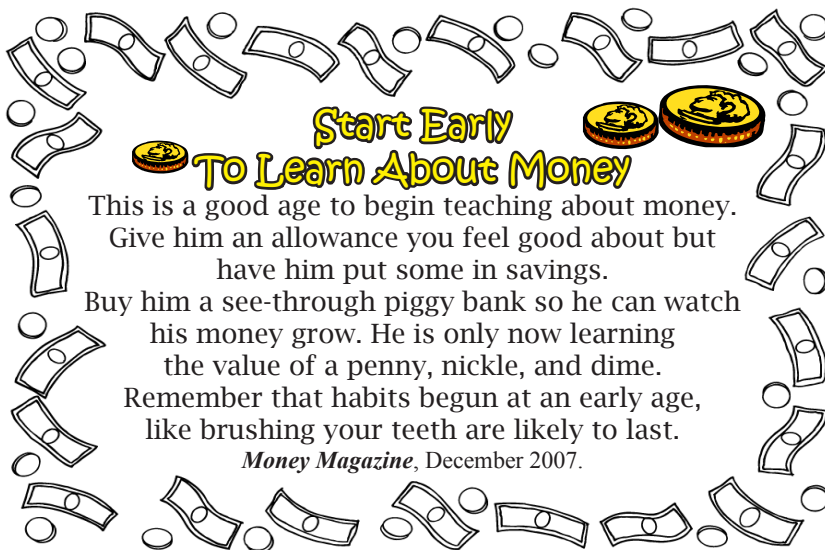 Start Early
To Learn About Money
This is a good age to begin teaching about money.
Give him an allowance you feel good about but
have him put some in savings.
Buy him a see-through piggy bank so he can watch
his money grow. He is only now learning
the value of a penny, nickle, and dime.
Remember that habits begun at an early age,
like brushing your teeth are likely to last.
Money Magazine, December 2007.